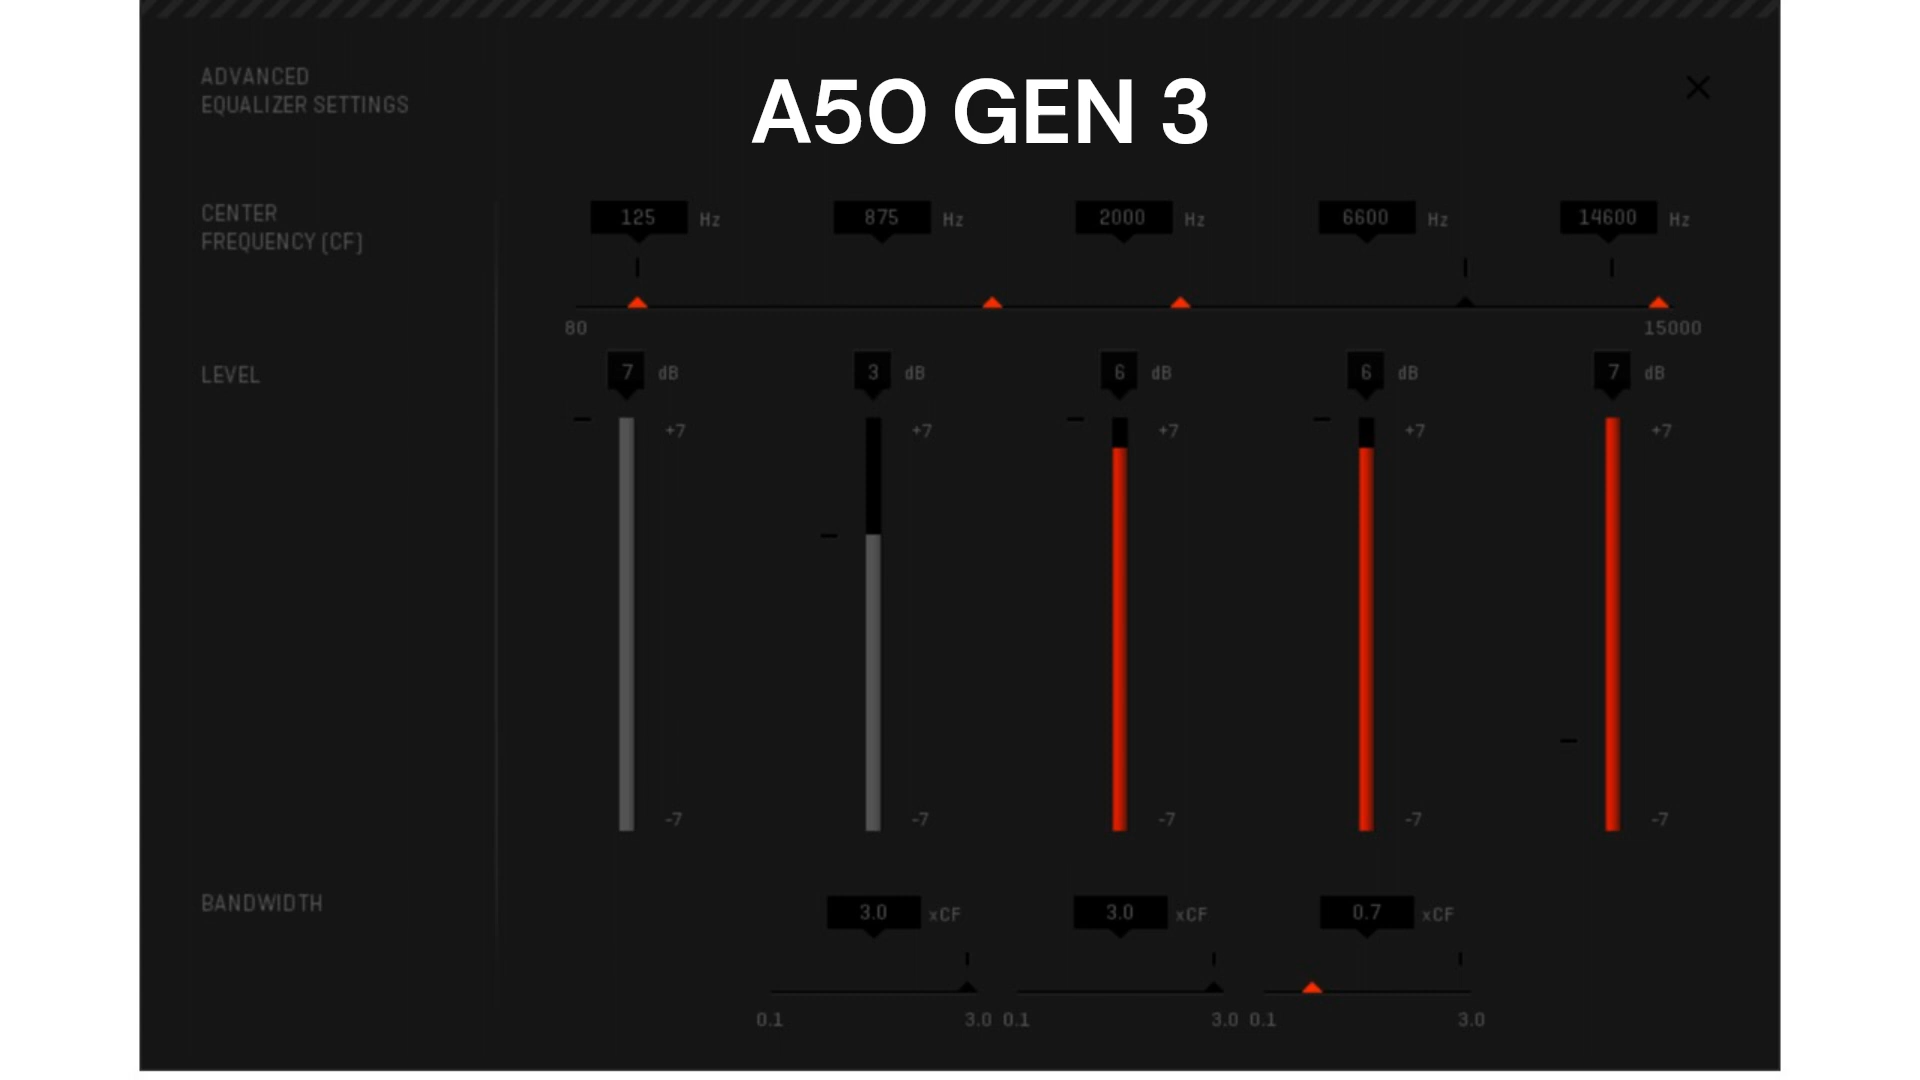 ADVANCED
EQUALIZER SETTINGS
A50 GEN 3
CENTER
FREQUENCY (CF)
125 Hz 875 Hz 2000 Hz 6600 Hz 14600 Hz
80 15000
LEVEL
7 dB 3 dB 6 dB 6 dB 7 dB
+7 +7 +7 +7 +7
-7 -7 -7 -7 -7
BANDWIDTH
3.0 xCF 3.0 xCF 0.7 xCF
0.1 3.0 0.1 3.0 0.1 3.0